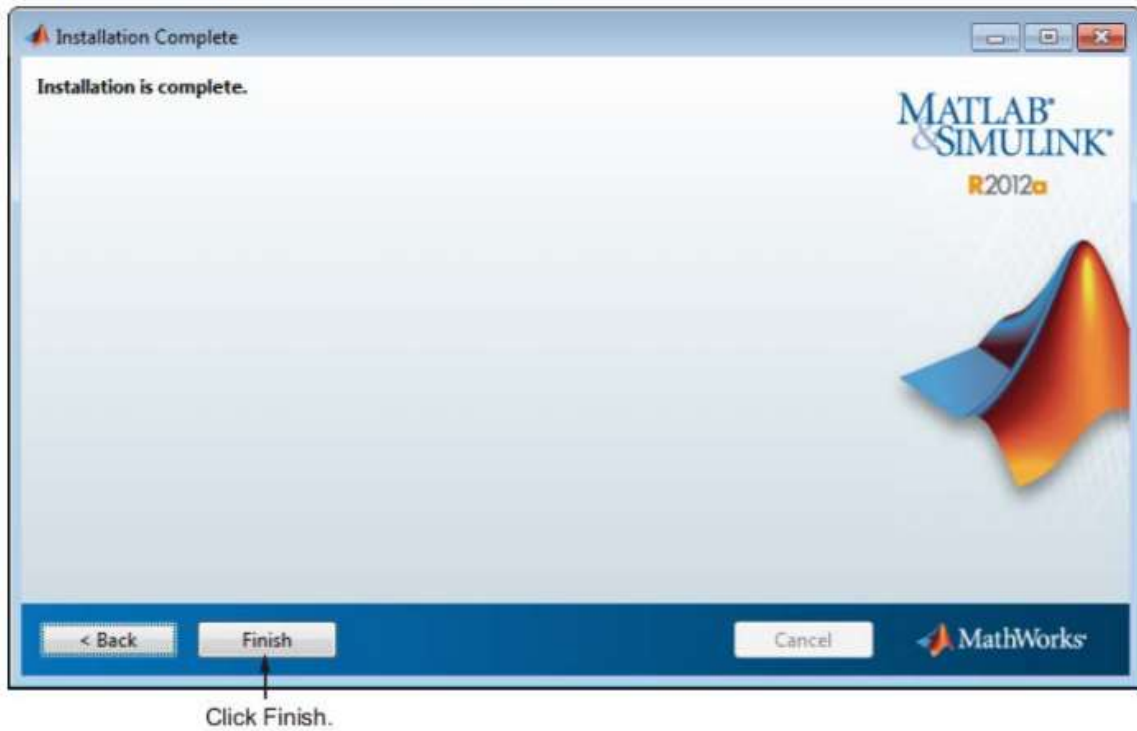 Installation Complete
Installation is complete.
MATLAB®
&SIMULINK®
R2012a
< Back
Finish
Cancel
MathWorks®
Click Finish.